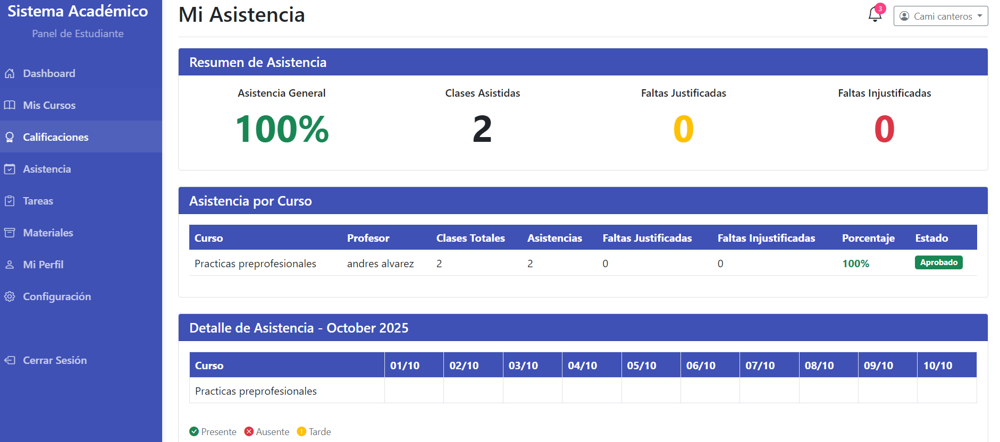 Sistema Académico
Panel de Estudiante
Dashboard
Mis Cursos
Calificaciones
Asistencia
Tareas
Materiales
Mi Perfil
Configuración
Cerrar Sesión
Mi Asistencia
3
Cami canteros
Resumen de Asistencia
Asistencia General Clases Asistidas Faltas Justificadas Faltas Injustificadas
100% 2 0 0
Asistencia por Curso
Curso Profesor Clases Totales Asistencias Faltas Justificadas Faltas Injustificadas Porcentaje Estado
Practicas preprofesionales andres alvarez 2 2 0 0 100% Aprobado
Detalle de Asistencia - October 2025
Curso 01/10 02/10 03/10 04/10 05/10 06/10 07/10 08/10 09/10 10/10
Practicas preprofesionales
Presente Ausente Tarde